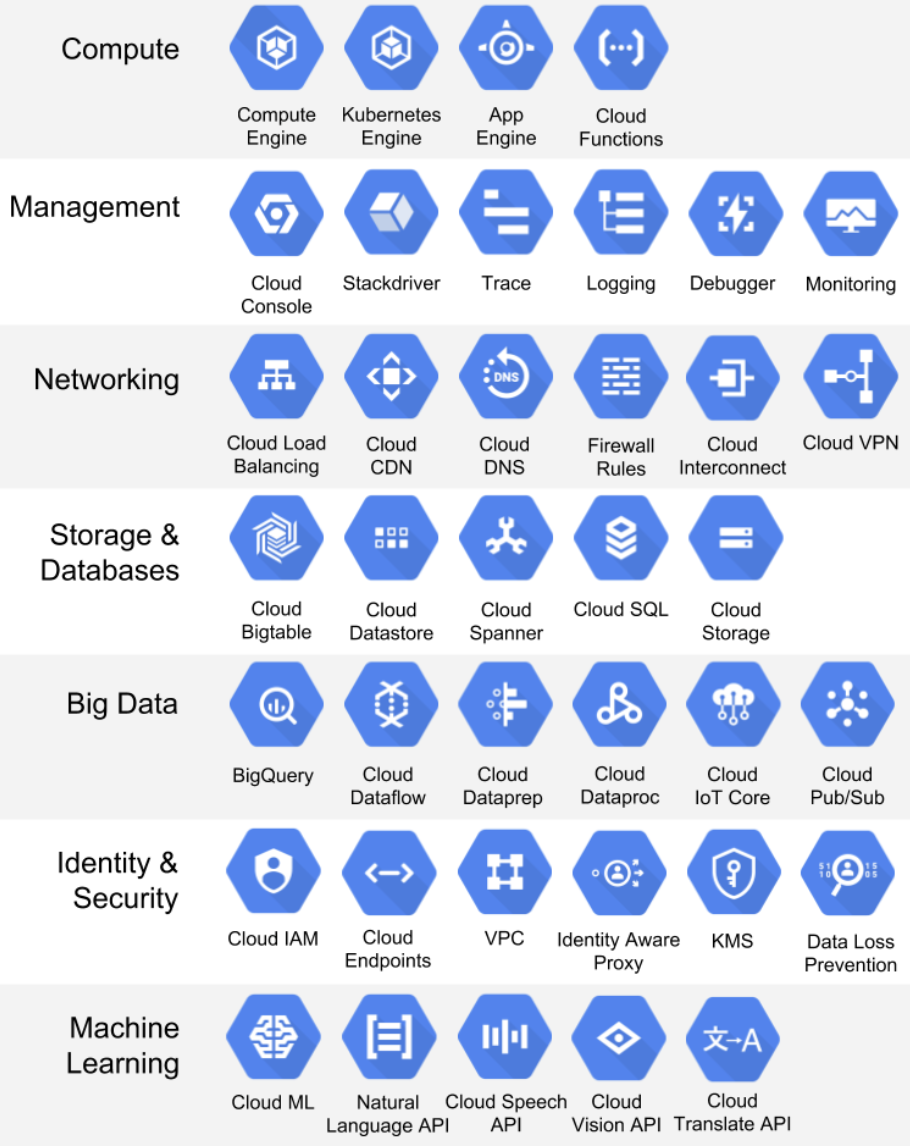 Compute
Compute
Engine
Kubernetes
Engine
App
Engine
Cloud
Functions
Management
Cloud
Console
Stackdriver
Trace
Logging
Debugger
Monitoring
Networking
DNS
Cloud Load
Balancing
Cloud
CDN
Cloud
DNS
Firewall
Rules
Cloud
Interconnect
Cloud VPN
Storage &
Databases
Cloud
Bigtable
Cloud
Datastore
Cloud
Spanner
Cloud SQL
Cloud
Storage
Big Data
BigQuery
Cloud
Dataflow
Cloud
Dataprep
Cloud
Dataproc
Cloud
IoT Core
Cloud
Pub/Sub
Identity &
Security
51 15
10 05
Cloud IAM
Cloud
Endpoints
VPC
Identity Aware
Proxy
KMS
Data Loss
Prevention
Machine
Learning
文→A
Cloud ML
Natural
Language API
Cloud Speech
API
Cloud
Vision API
Cloud
Translate API